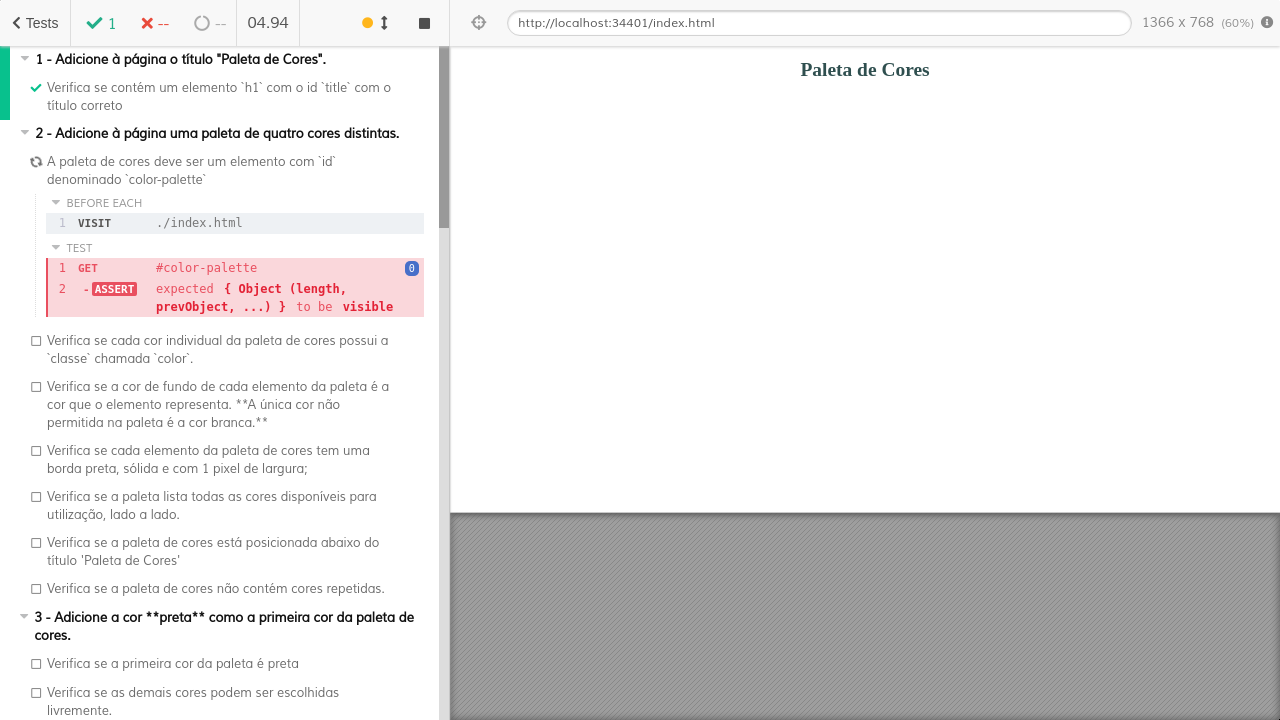 Tests
1
--
--
04.94
http://localhost:34401/index.html
1366 x 768 (60%)
1 - Adicione à página o título "Paleta de Cores".
Verifica se contém um elemento `h1` com o id `title` com o
título correto
2 - Adicione à página uma paleta de quatro cores distintas.
A paleta de cores deve ser um elemento com `id`
denominado `color-palette`
BEFORE EACH
1 VISIT ./index.html
TEST
1 GET #color-palette 0
2 -ASSERT expected { Object (length,
prevObject, ...) } to be visible
Verifica se cada cor individual da paleta de cores possui a
`classe` chamada `color`.
Verifica se a cor de fundo de cada elemento da paleta é a
cor que o elemento representa. **A única cor não
permitida na paleta é a cor branca.**
Verifica se cada elemento da paleta de cores tem uma
borda preta, sólida e com 1 pixel de largura;
Verifica se a paleta lista todas as cores disponíveis para
utilização, lado a lado.
Verifica se a paleta de cores está posicionada abaixo do
título 'Paleta de Cores'
Verifica se a paleta de cores não contém cores repetidas.
3 - Adicione a cor **preta** como a primeira cor da paleta de
cores.
Verifica se a primeira cor da paleta é preta
Verifica se as demais cores podem ser escolhidas
livremente.
Paleta de Cores